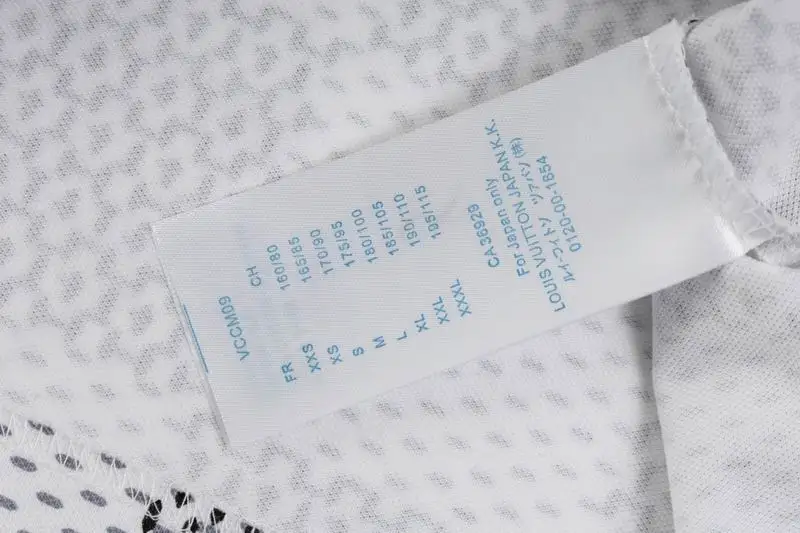 VCCM09
FR CH
XXS 160/80
XS 165/85
S 170/90
M 175/95
L 180/100
XL 185/105
XXL 190/110
XXXL 195/115
CA36929
For Japan only
LOUIS VUITTON JAPAN K.K.
ルイ・ヴィトン ジャパン(株)
0120-00-1854